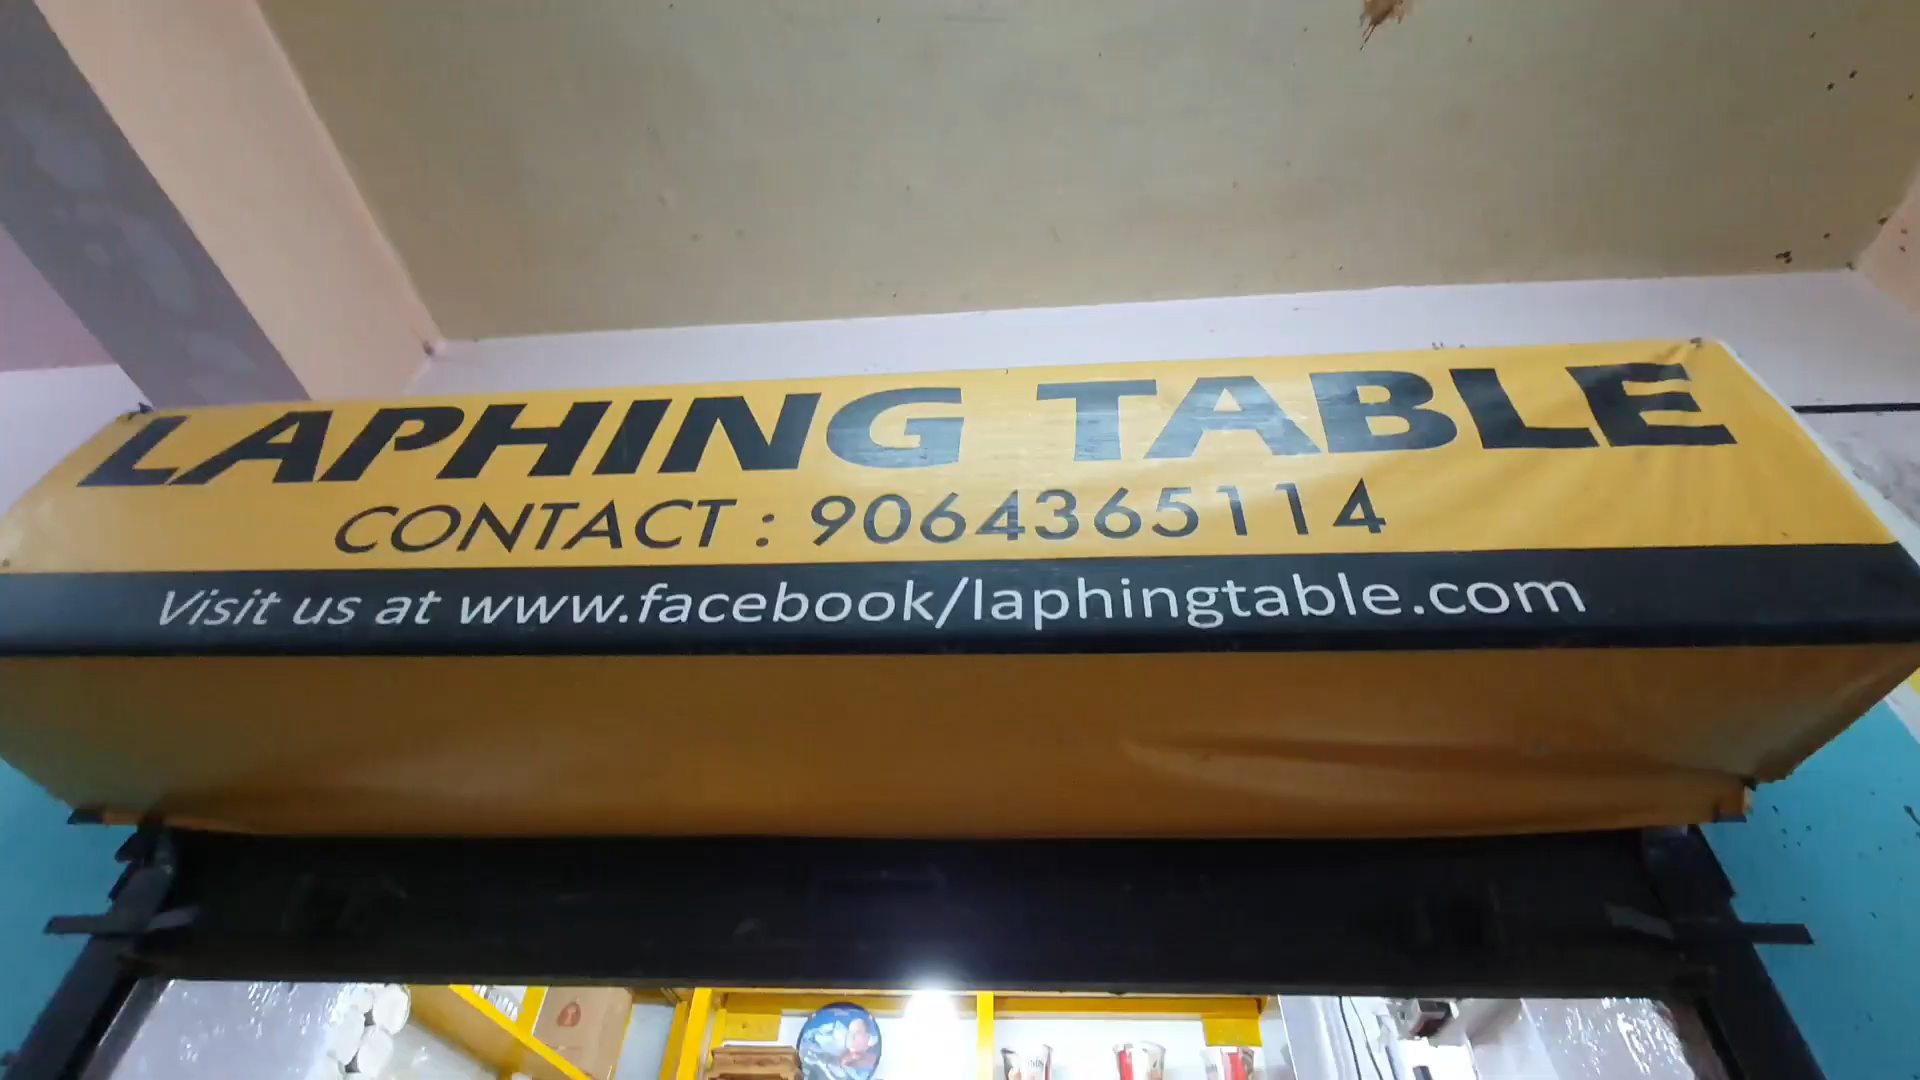 LAPHING TABLE
CONTACT : 9064365114
Visit us at www.facebook/laphingtable.com